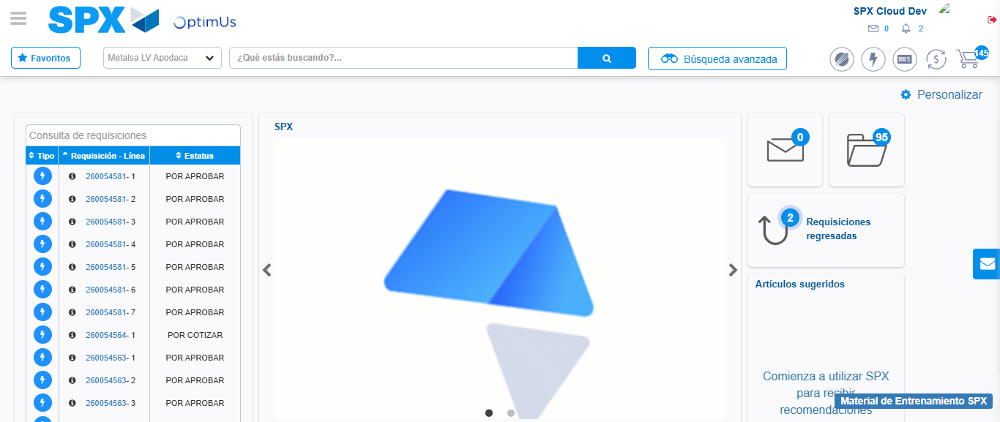 SPX OptimUs
SPX Cloud Dev
0 2
Favoritos
Metalsa LV Apodaca
¿Qué estás buscando?...
Búsqueda avanzada
145
Personalizar
Consulta de requisiciones
Tipo Requisición - Línea Estatus
260054581- 1 POR APROBAR
260054581- 2 POR APROBAR
260054581- 3 POR APROBAR
260054581- 4 POR APROBAR
260054581- 5 POR APROBAR
260054581- 6 POR APROBAR
260054581- 7 POR APROBAR
260054564- 1 POR COTIZAR
260054563- 1 POR APROBAR
260054563- 2 POR APROBAR
260054563- 3 POR APROBAR
SPX
0
95
2
Requisiciones
regresadas
Artículos sugeridos
Comienza a utilizar SPX
para recibir
recomendaciones
Material de Entrenamiento SPX